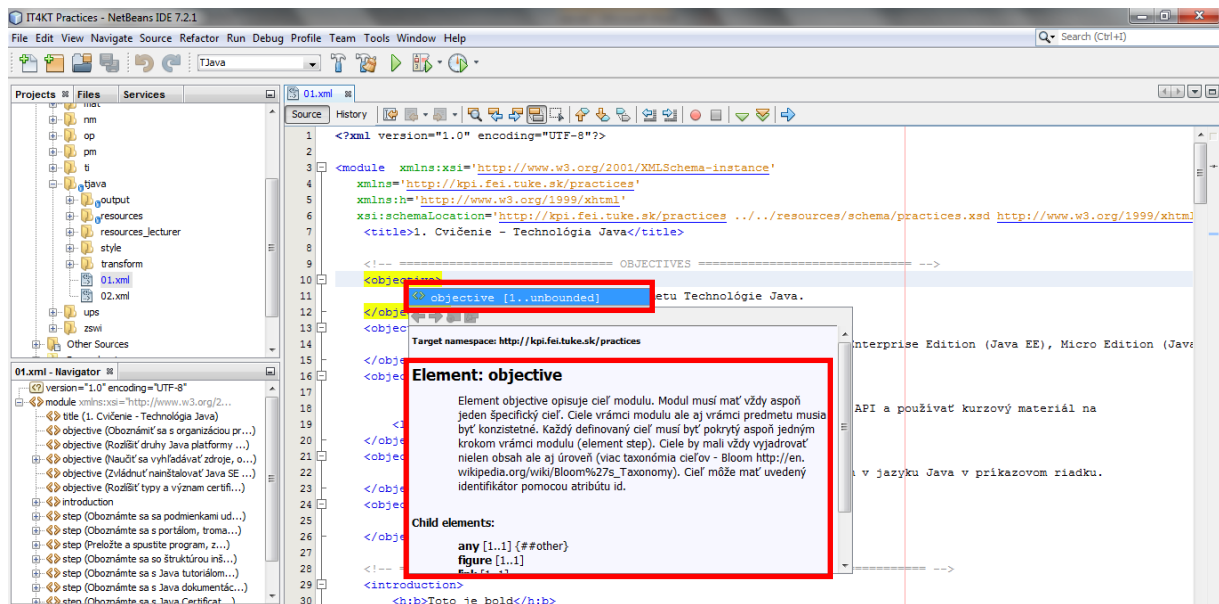 IT4KT Practices - NetBeans IDE 7.2.1
File Edit View Navigate Source Refactor Run Debug Profile Team Tools Window Help
Search (Ctrl+I)
TJava
Projects Files Services
nm
op
pm
ti
tjava
output
resources
resources_lecturer
style
transform
01.xml
02.xml
ups
zswi
Other Sources
01.xml - Navigator
version="1.0" encoding="UTF-8"
module xmlns:xsi="http://www.w3.org/2...
title (1. Cvičenie - Technológia Java)
objective (Oboznámiť sa s organizáciou pr...)
objective (Rozlíšiť druhy Java platformy ...)
objective (Naučiť sa vyhľadávať zdroje, o...)
objective (Zvládnuť nainštalovať Java SE ...)
objective (Rozlíšiť typy a význam certifi...)
introduction
step (Oboznámte sa sa podmienkami ud...)
step (Oboznámte sa s portálom, troma...)
step (Preložte a spustite program, z...)
step (Oboznámte sa so štruktúrou inš...)
step (Oboznámte sa s Java tutoriálom...)
step (Oboznámte sa s Java dokumentác...)
step (Oboznámte sa s Java Certificat...)
01.xml
Source History
1 <?xml version="1.0" encoding="UTF-8"?>
2
3 <module xmlns:xsi='http://www.w3.org/2001/XMLSchema-instance'
4 xmlns='http://kpi.fei.tuke.sk/practices'
5 xmlns:h='http://www.w3.org/1999/xhtml'
6 xsi:schemaLocation='http://kpi.fei.tuke.sk/practices ../../resources/schema/practices.xsd http://www.w3.org/1999/xhtml
7 <title>1. Cvičenie - Technológia Java</title>
8
9 <!-- ============================= OBJECTIVES ============================= -->
10 <objective>
11 etu Technológie Java.
12 </obje
13 <objec
14 nterprise Edition (Java EE), Micro Edition (Java
15 </obje
16 <objec
17
18 API a používať kurzový materiál na
19 <l
20 </obje
21 <objec
22 v jazyku Java v príkazovom riadku.
23 </obje
24 <objec
25
26 </obje
27
28 <!-- ========== -->
29 <introduction>
30 <h:b>Toto je bold</h:b>
objective [1..unbounded]
Target namespace: http://kpi.fei.tuke.sk/practices
Element: objective
Element objective opisuje cieľ modulu. Modul musí mať vždy aspoň
jeden špecifický cieľ. Ciele vrámci modulu ale aj vrámci predmetu musia
byť konzistetné. Každý definovaný cieľ musí byť pokrytý aspoň jedným
krokom vrámci modulu (element step). Ciele by mali vždy vyjadrovať
nielen obsah ale aj úroveň (viac taxonómia cieľov - Bloom http://en.
wikipedia.org/wiki/Bloom%27s_Taxonomy). Cieľ môže mať uvedený
identifikátor pomocou atribútu id.
Child elements:
any [1..1] {##other}
figure [1..1]